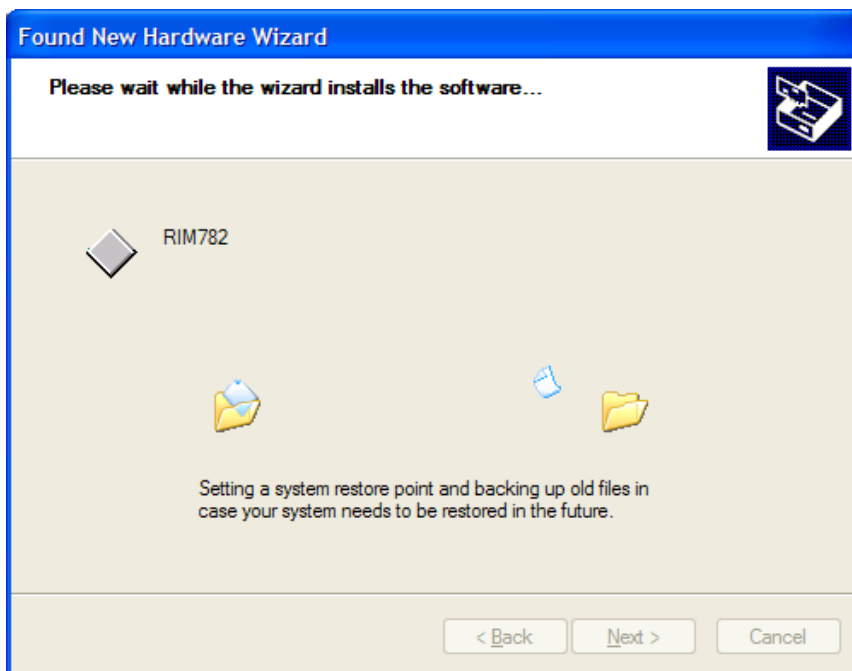 Found New Hardware Wizard
Please wait while the wizard installs the software...
RIM782
Setting a system restore point and backing up old files in
case your system needs to be restored in the future.
< Back
Next >
Cancel